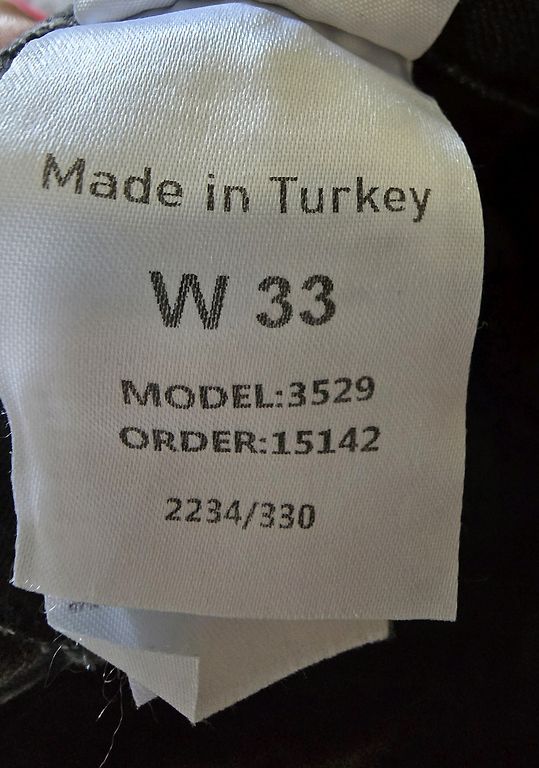 Made in Turkey
W 33
MODEL:3529
ORDER:15142
2234/330